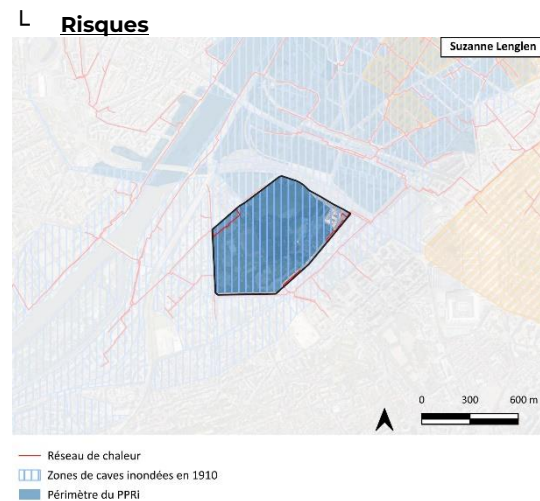 L
Risques
Suzanne Lenglen
0 300 600 m
Réseau de chaleur
Zones de caves inondées en 1910
Périmètre du PPRi